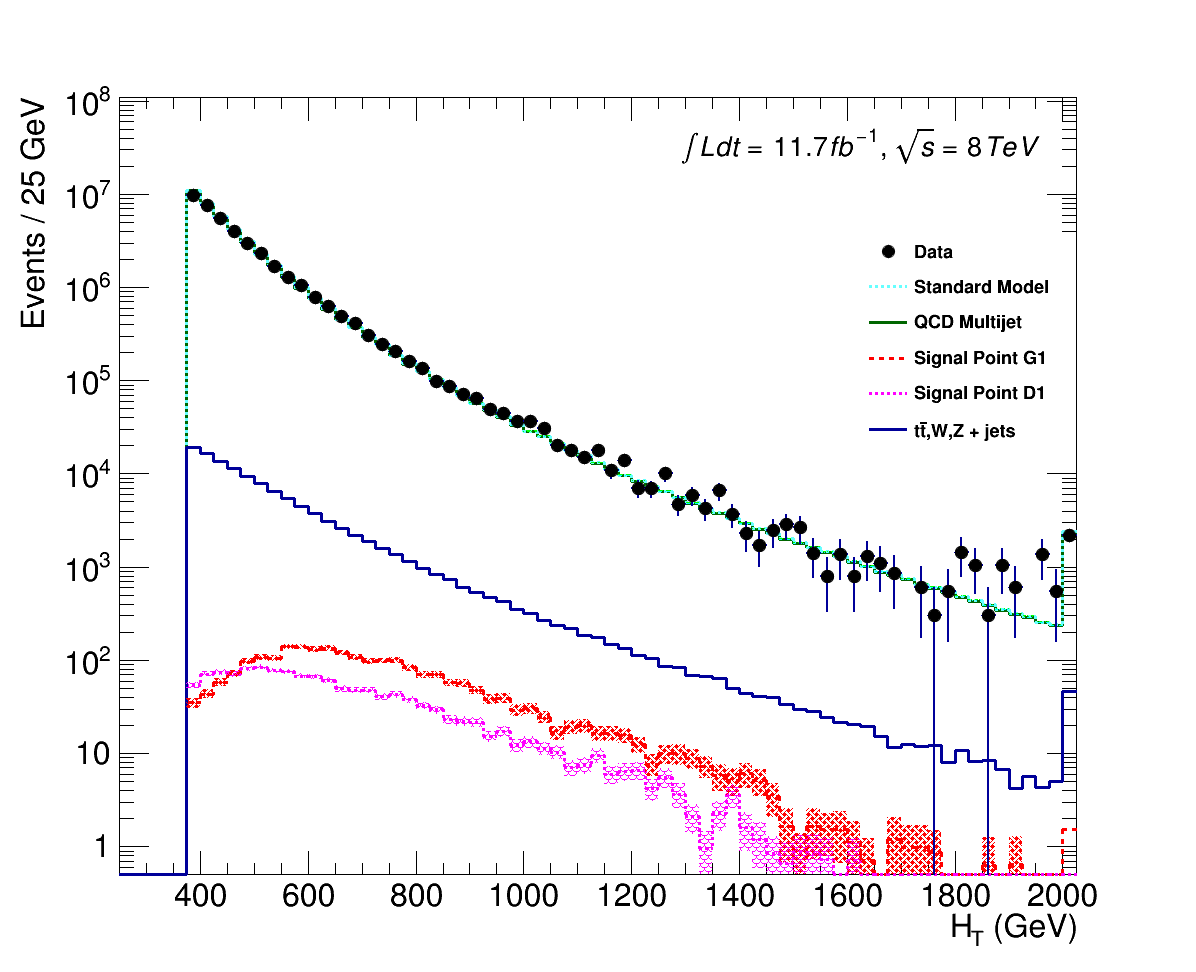 Events / 25 GeV
10⁸
10⁷
10⁶
10⁵
10⁴
10³
10²
10
1
∫Ldt = 11.7fb⁻¹, √s = 8TeV
Data
Standard Model
QCD Multijet
Signal Point G1
Signal Point D1
tt̄,W,Z + jets
400 600 800 1000 1200 1400 1600 1800 2000
H_T (GeV)